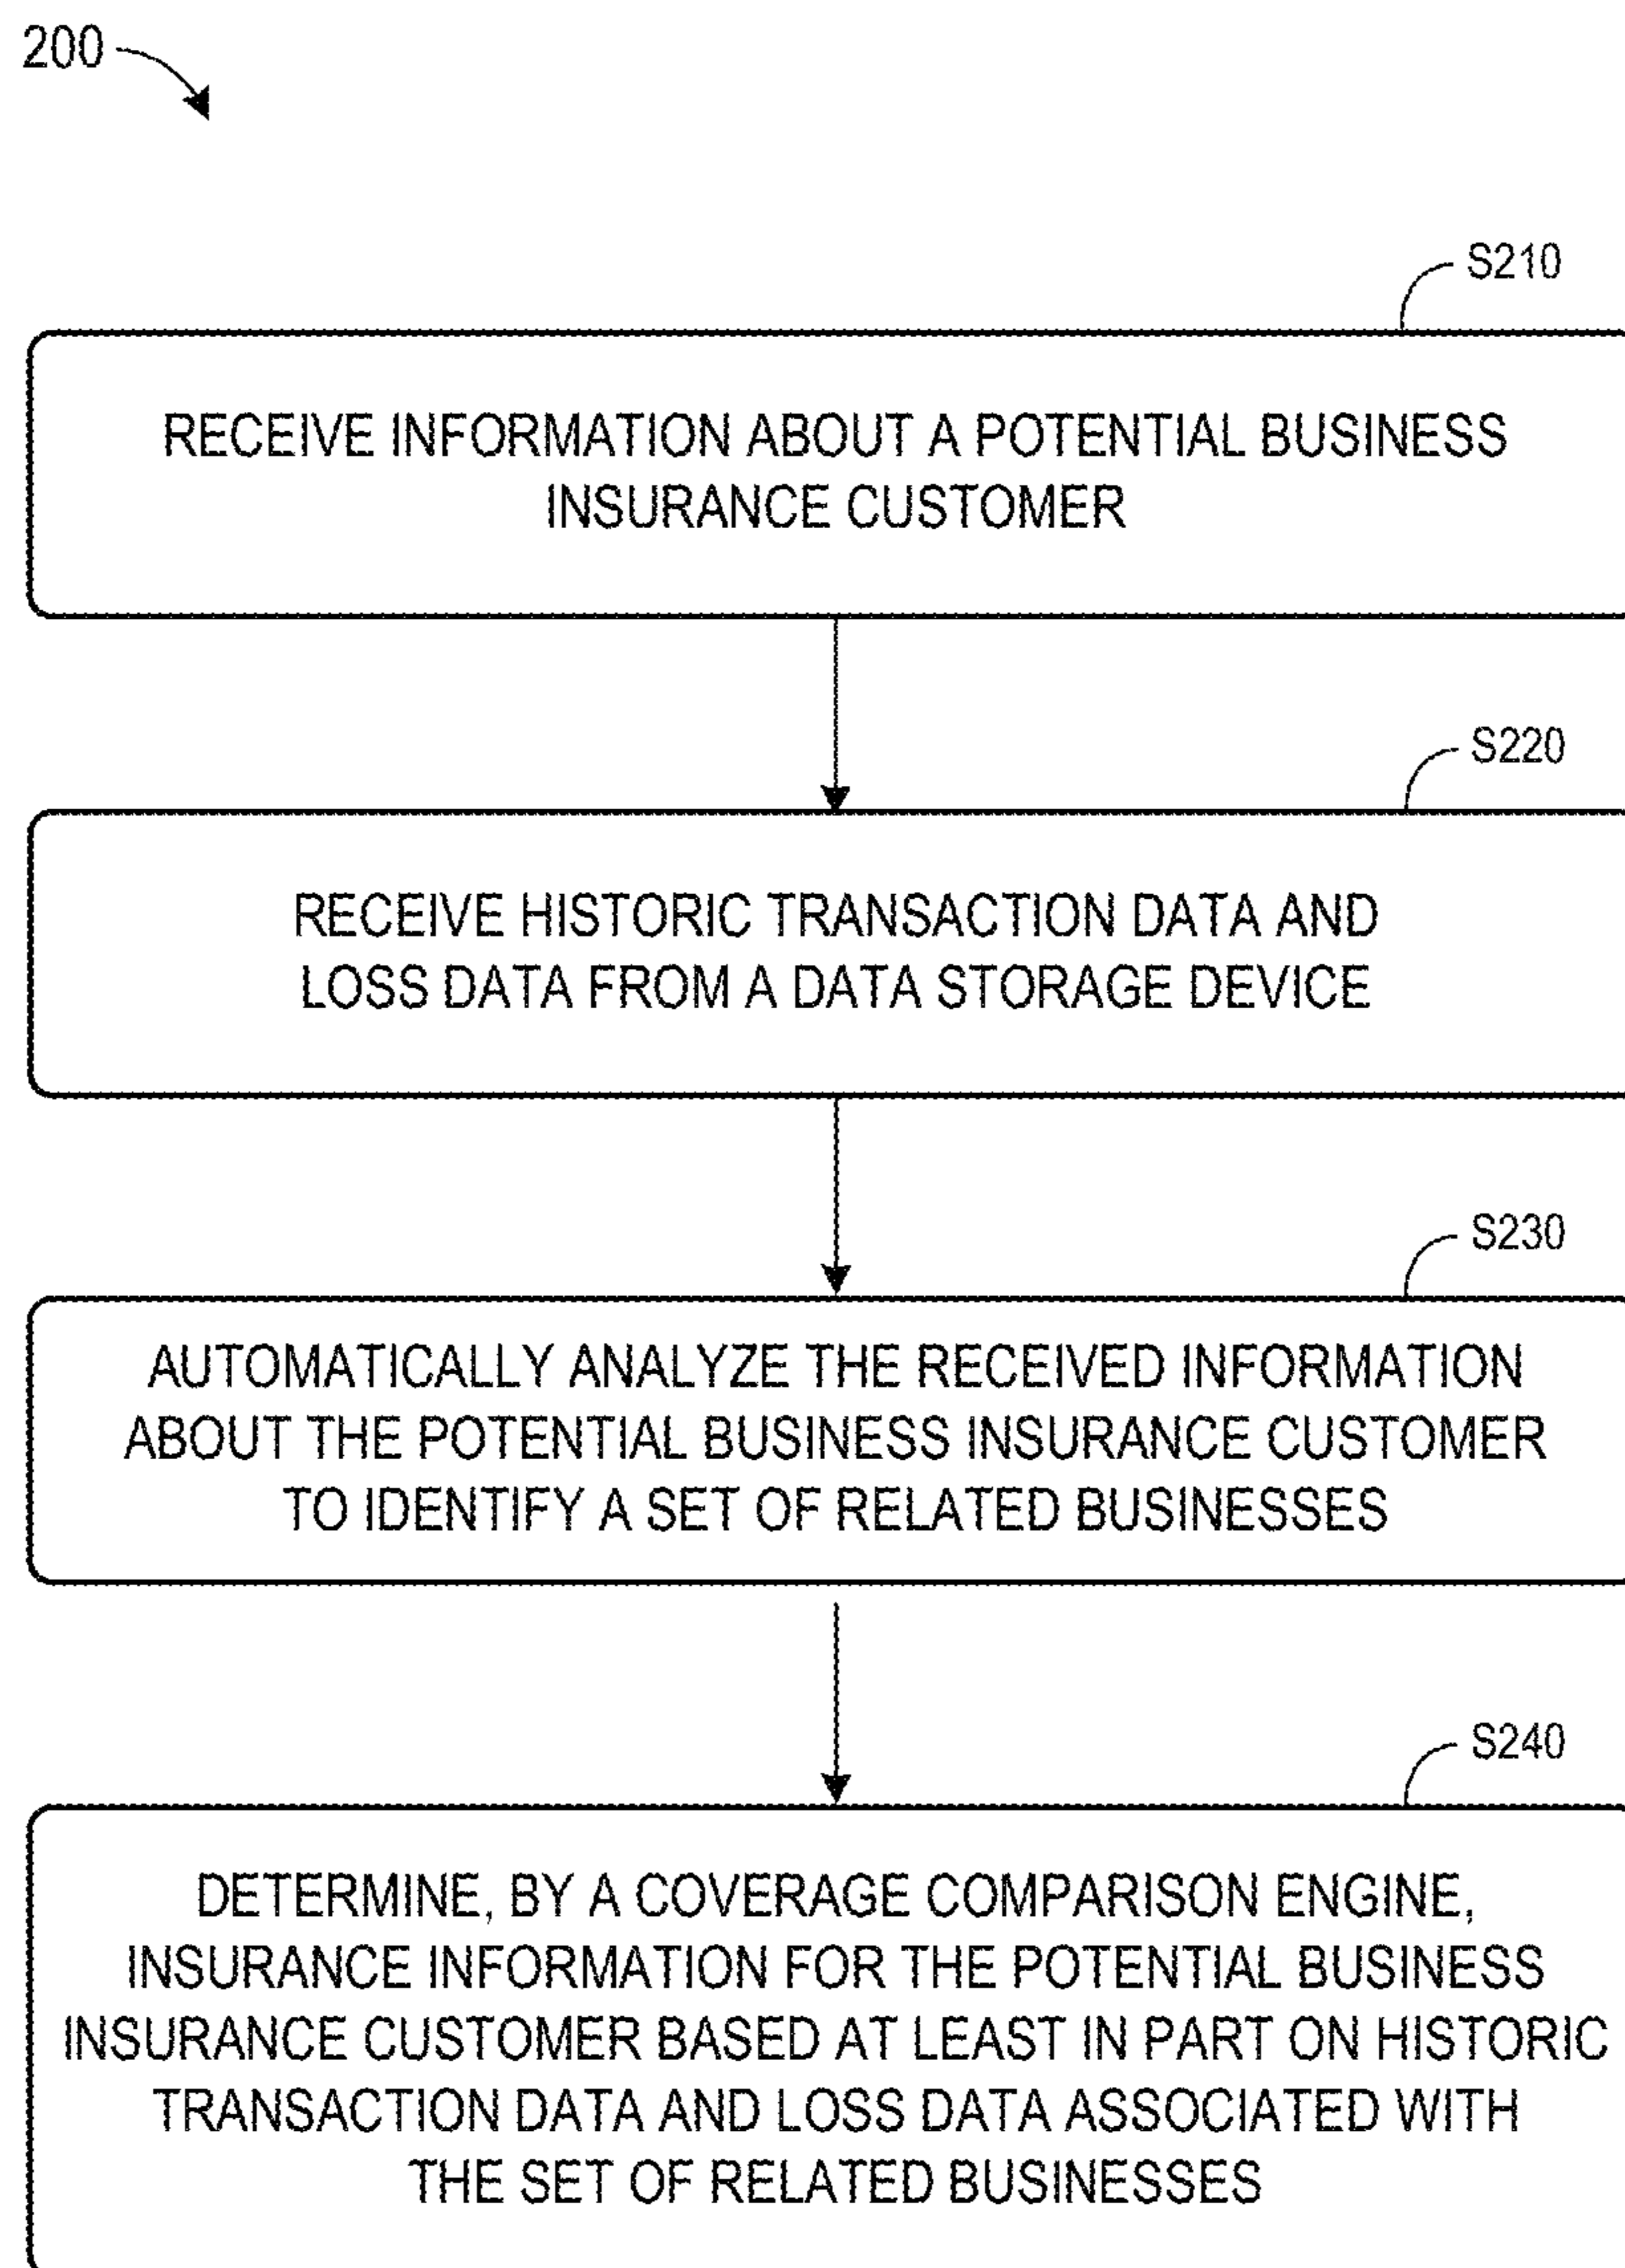 200
S210
RECEIVE INFORMATION ABOUT A POTENTIAL BUSINESS
INSURANCE CUSTOMER
S220
RECEIVE HISTORIC TRANSACTION DATA AND
LOSS DATA FROM A DATA STORAGE DEVICE
S230
AUTOMATICALLY ANALYZE THE RECEIVED INFORMATION
ABOUT THE POTENTIAL BUSINESS INSURANCE CUSTOMER
TO IDENTIFY A SET OF RELATED BUSINESSES
S240
DETERMINE, BY A COVERAGE COMPARISON ENGINE,
INSURANCE INFORMATION FOR THE POTENTIAL BUSINESS
INSURANCE CUSTOMER BASED AT LEAST IN PART ON HISTORIC
TRANSACTION DATA AND LOSS DATA ASSOCIATED WITH
THE SET OF RELATED BUSINESSES